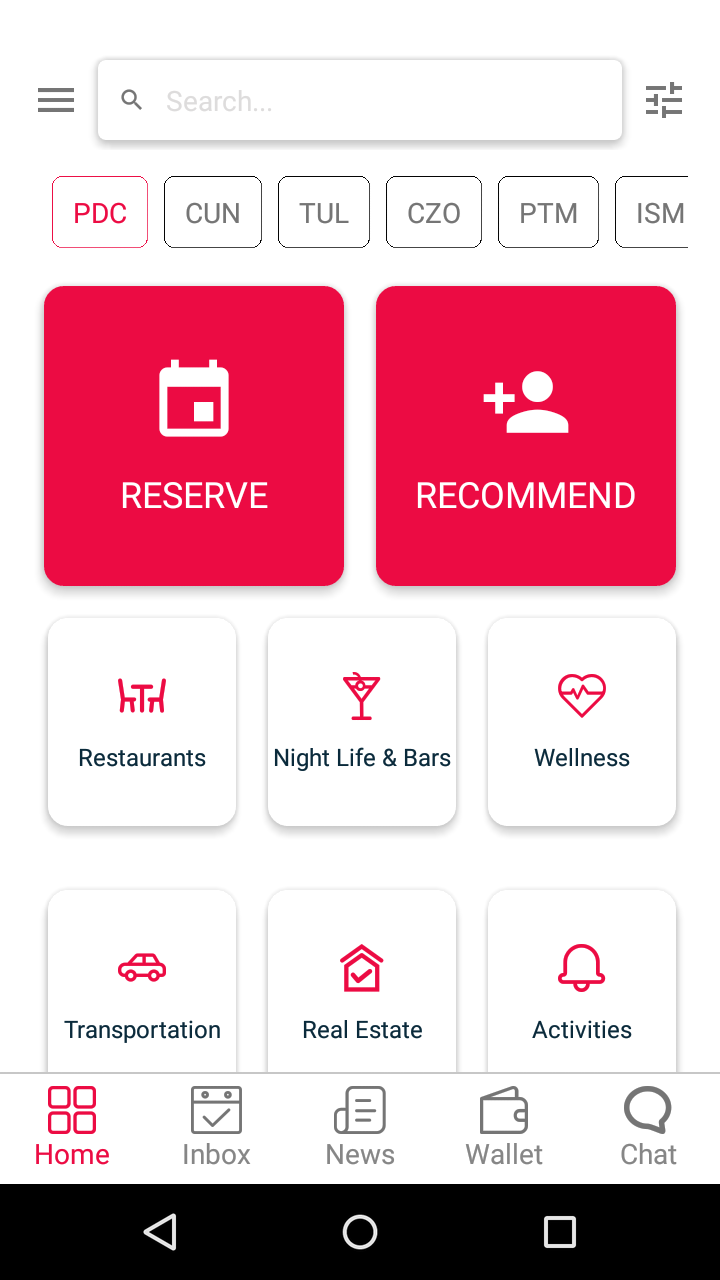 Search...
PDC CUN TUL CZO PTM ISM
RESERVE RECOMMEND
Restaurants Night Life & Bars Wellness
Transportation Real Estate Activities
Home Inbox News Wallet Chat